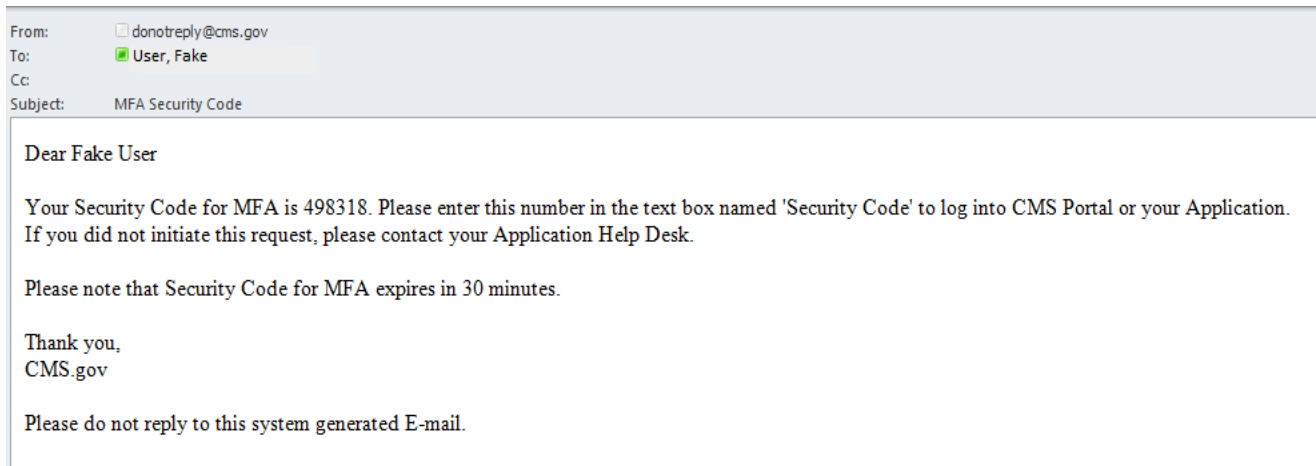 From: donotreply@cms.gov
To: User, Fake
Cc:
Subject: MFA Security Code
Dear Fake User
Your Security Code for MFA is 498318. Please enter this number in the text box named 'Security Code' to log into CMS Portal or your Application.
If you did not initiate this request, please contact your Application Help Desk.
Please note that Security Code for MFA expires in 30 minutes.
Thank you,
CMS.gov
Please do not reply to this system generated E-mail.